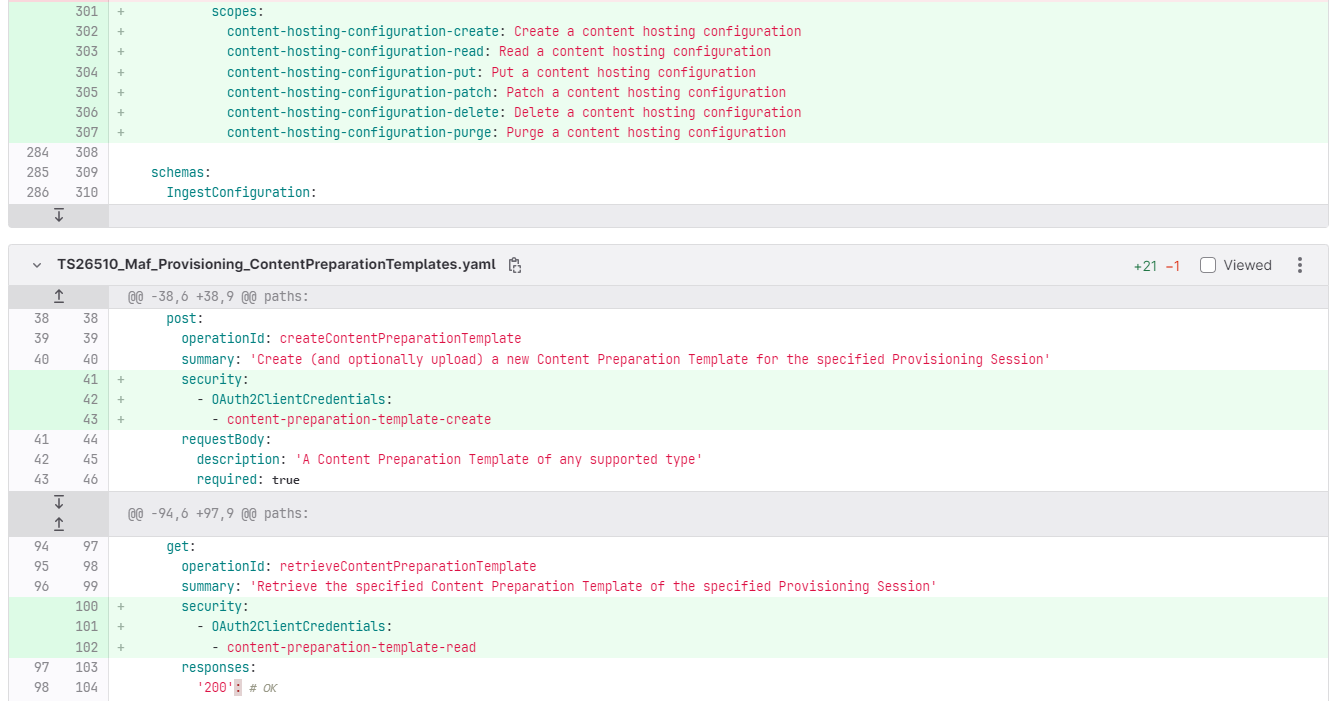 301 + scopes:
302 + content-hosting-configuration-create: Create a content hosting configuration
303 + content-hosting-configuration-read: Read a content hosting configuration
304 + content-hosting-configuration-put: Put a content hosting configuration
305 + content-hosting-configuration-patch: Patch a content hosting configuration
306 + content-hosting-configuration-delete: Delete a content hosting configuration
307 + content-hosting-configuration-purge: Purge a content hosting configuration
284 308
285 309 schemas:
286 310 IngestConfiguration:
TS26510_Maf_Provisioning_ContentPreparationTemplates.yaml +21 −1 Viewed
@@ -38,6 +38,9 @@ paths:
38 38 post:
39 39 operationId: createContentPreparationTemplate
40 40 summary: 'Create (and optionally upload) a new Content Preparation Template for the specified Provisioning Session'
41 + security:
42 + - OAuth2ClientCredentials:
43 + - content-preparation-template-create
41 44 requestBody:
42 45 description: 'A Content Preparation Template of any supported type'
43 46 required: true
@@ -94,6 +97,9 @@ paths:
94 97 get:
95 98 operationId: retrieveContentPreparationTemplate
96 99 summary: 'Retrieve the specified Content Preparation Template of the specified Provisioning Session'
100 + security:
101 + - OAuth2ClientCredentials:
102 + - content-preparation-template-read
97 103 responses:
98 104 '200': # OK